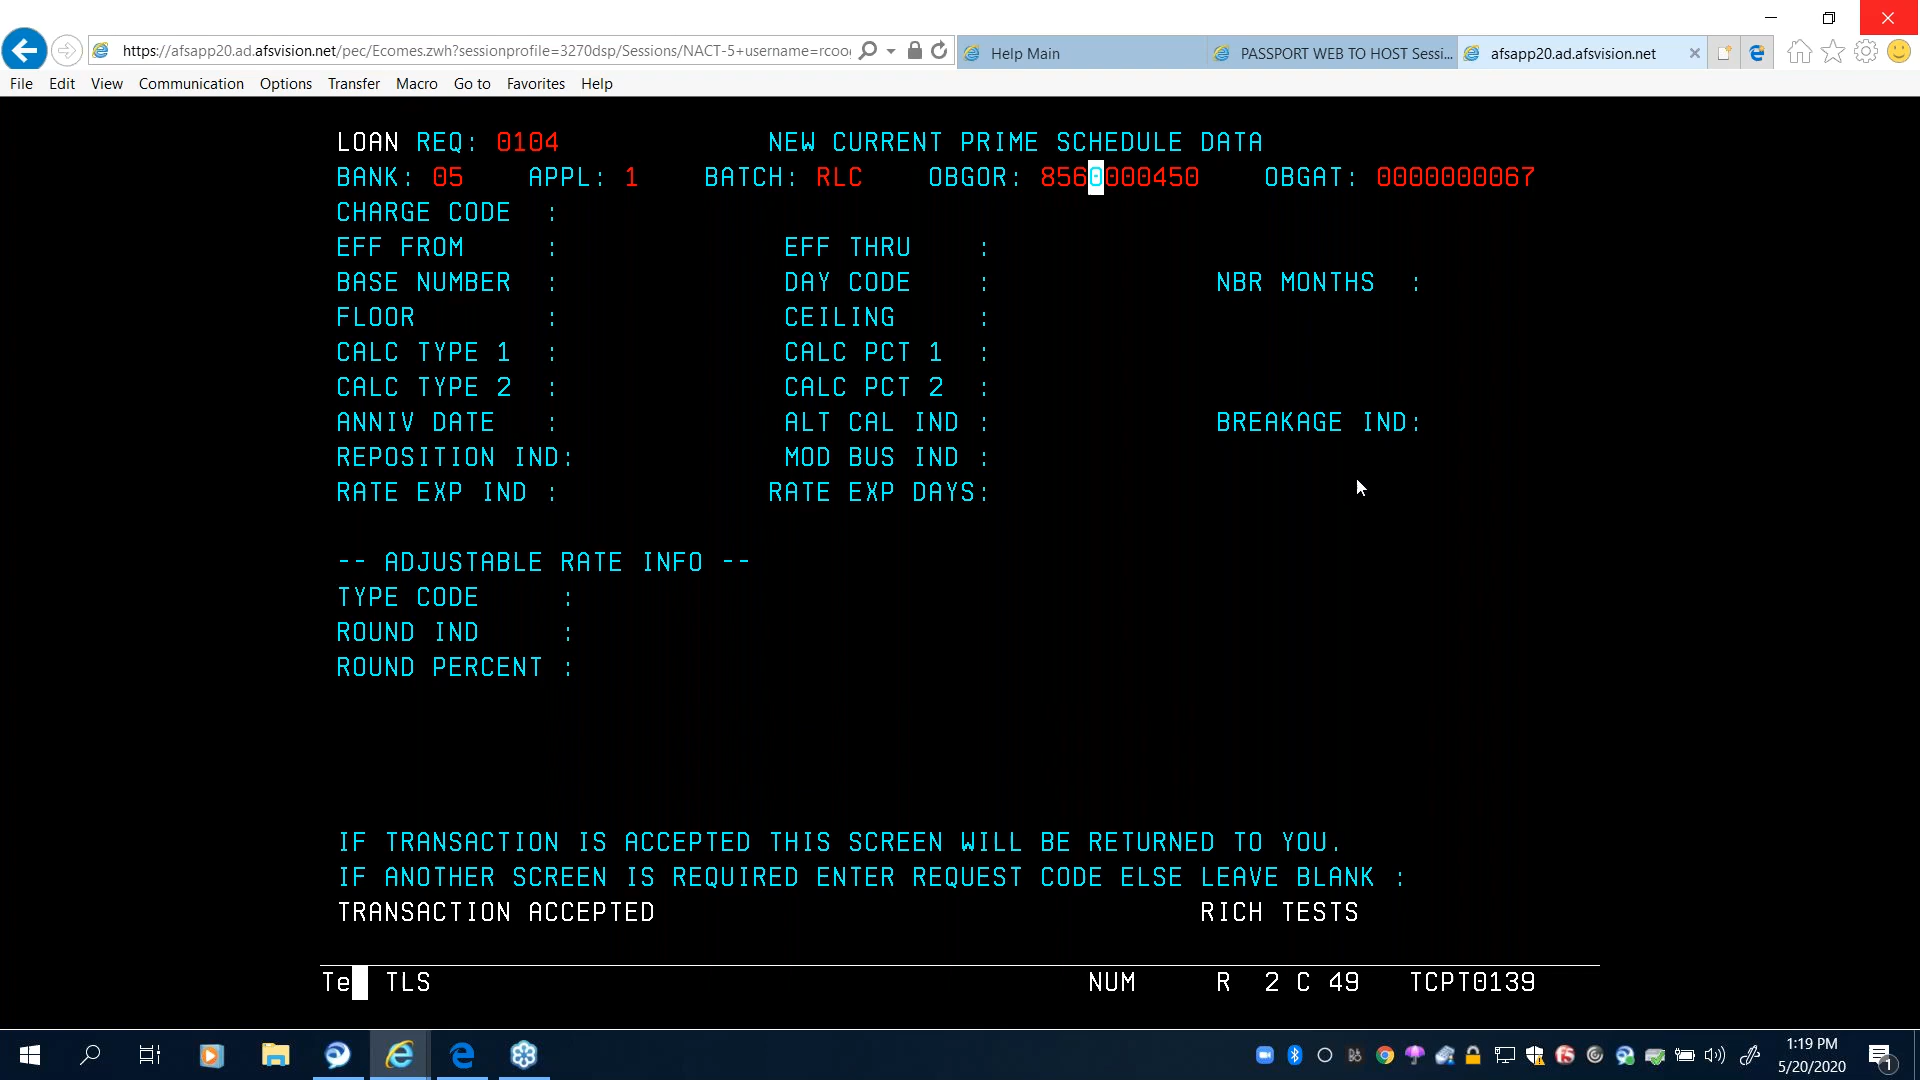 https://afsapp20.ad.afsvision.net/pec/Ecomes.zwh?sessionprofile=3270dsp/Sessions/NACT-5+username=rcoo
Help Main
PASSPORT WEB TO HOST Sessi...
afsapp20.ad.afsvision.net
File Edit View Communication Options Transfer Macro Go to Favorites Help
LOAN REQ: 0104 NEW CURRENT PRIME SCHEDULE DATA
BANK: 05 APPL: 1 BATCH: RLC OBGOR: 8560000450 OBGAT: 0000000067
CHARGE CODE :
EFF FROM : EFF THRU :
BASE NUMBER : DAY CODE : NBR MONTHS :
FLOOR : CEILING :
CALC TYPE 1 : CALC PCT 1 :
CALC TYPE 2 : CALC PCT 2 :
ANNIV DATE : ALT CAL IND : BREAKAGE IND:
REPOSITION IND: MOD BUS IND :
RATE EXP IND : RATE EXP DAYS:
-- ADJUSTABLE RATE INFO --
TYPE CODE :
ROUND IND :
ROUND PERCENT :
IF TRANSACTION IS ACCEPTED THIS SCREEN WILL BE RETURNED TO YOU.
IF ANOTHER SCREEN IS REQUIRED ENTER REQUEST CODE ELSE LEAVE BLANK :
TRANSACTION ACCEPTED RICH TESTS
Te TLS NUM R 2 C 49 TCPT0139
1:19 PM
5/20/2020
1